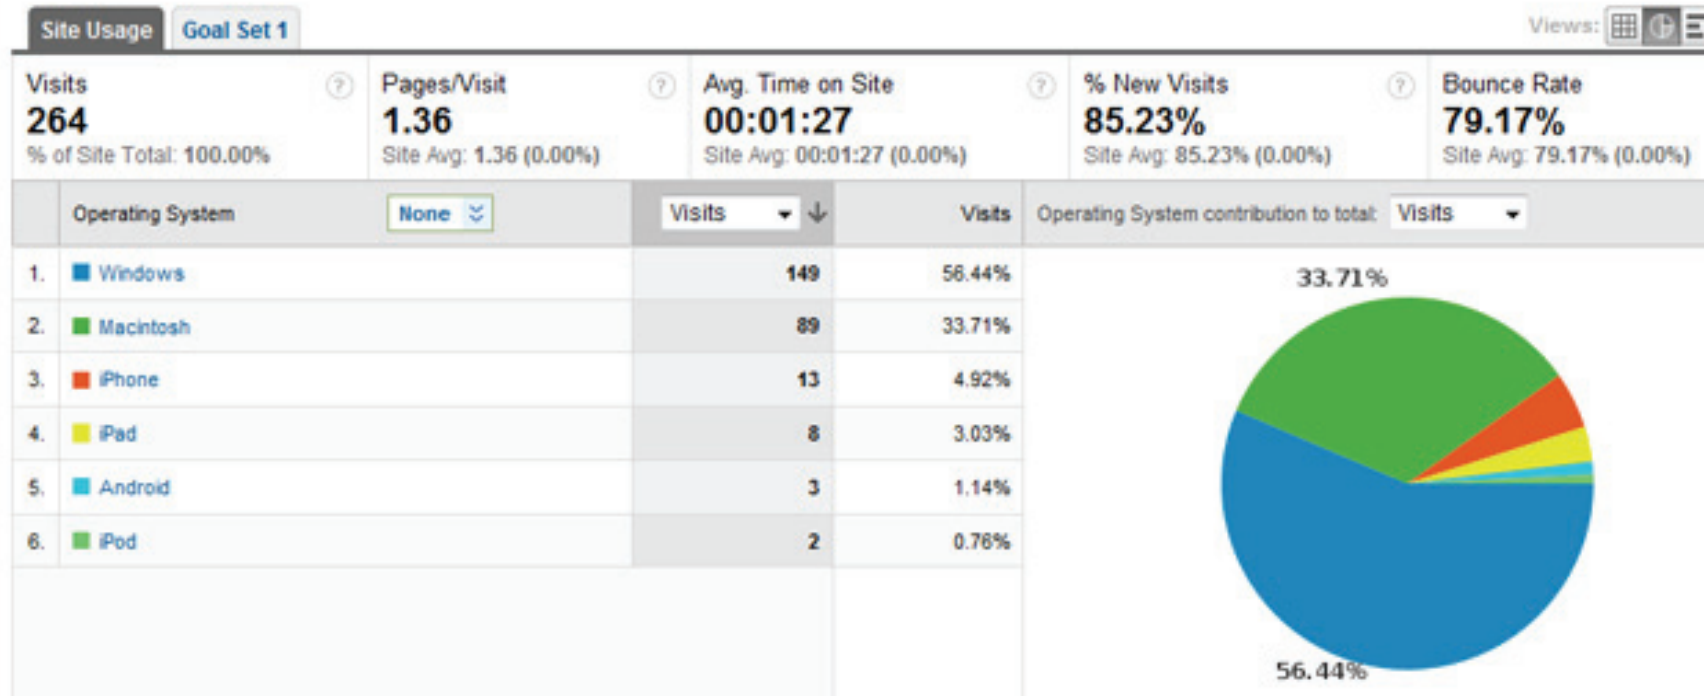 Site Usage Goal Set 1 Views:
Visits Pages/Visit Avg. Time on Site % New Visits Bounce Rate
264 1.36 00:01:27 85.23% 79.17%
% of Site Total: 100.00% Site Avg: 1.36 (0.00%) Site Avg: 00:01:27 (0.00%) Site Avg: 85.23% (0.00%) Site Avg: 79.17% (0.00%)
Operating System None Visits Visits Operating System contribution to total: Visits
1. Windows 149 56.44%
2. Macintosh 89 33.71%
3. iPhone 13 4.92%
4. iPad 8 3.03%
5. Android 3 1.14%
6. iPod 2 0.76%
33.71%
56.44%